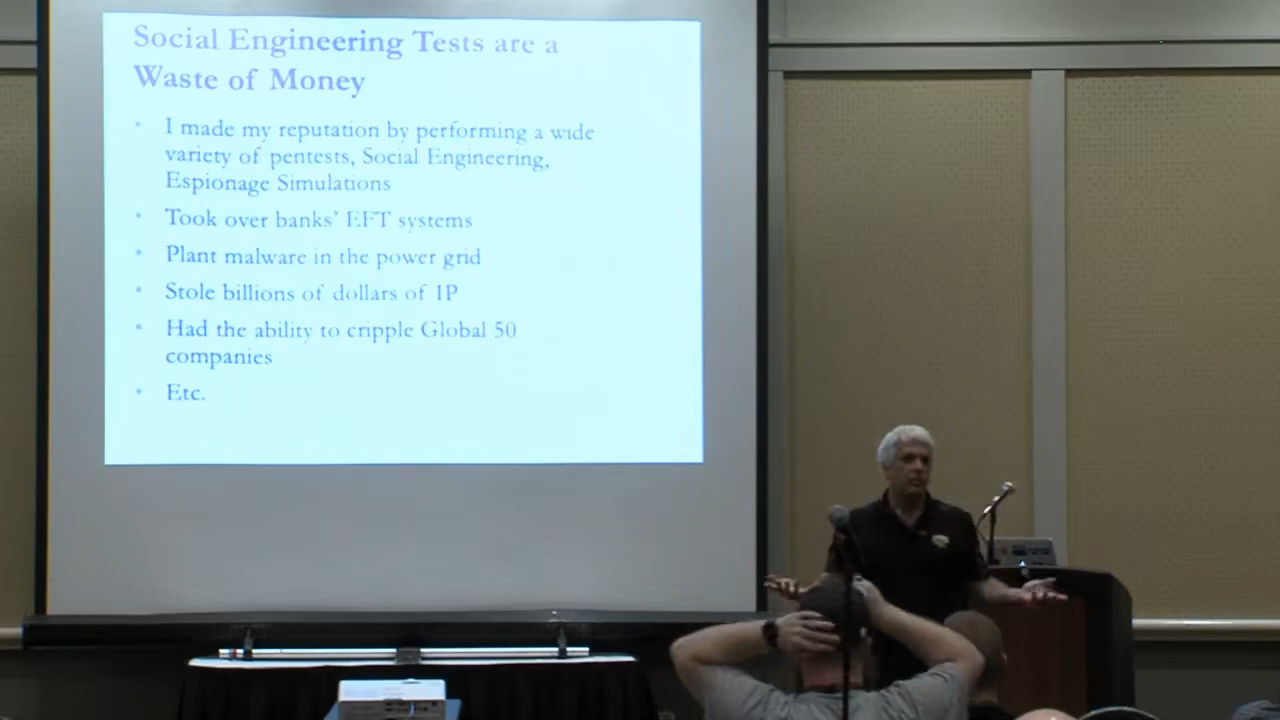 Social Engineering Tests are a
Waste of Money
• I made my reputation by performing a wide
variety of pentests, Social Engineering,
Espionage Simulations
• Took over banks’ EFT systems
• Plant malware in the power grid
• Stole billions of dollars of IP
• Had the ability to cripple Global 50
companies
• Etc.